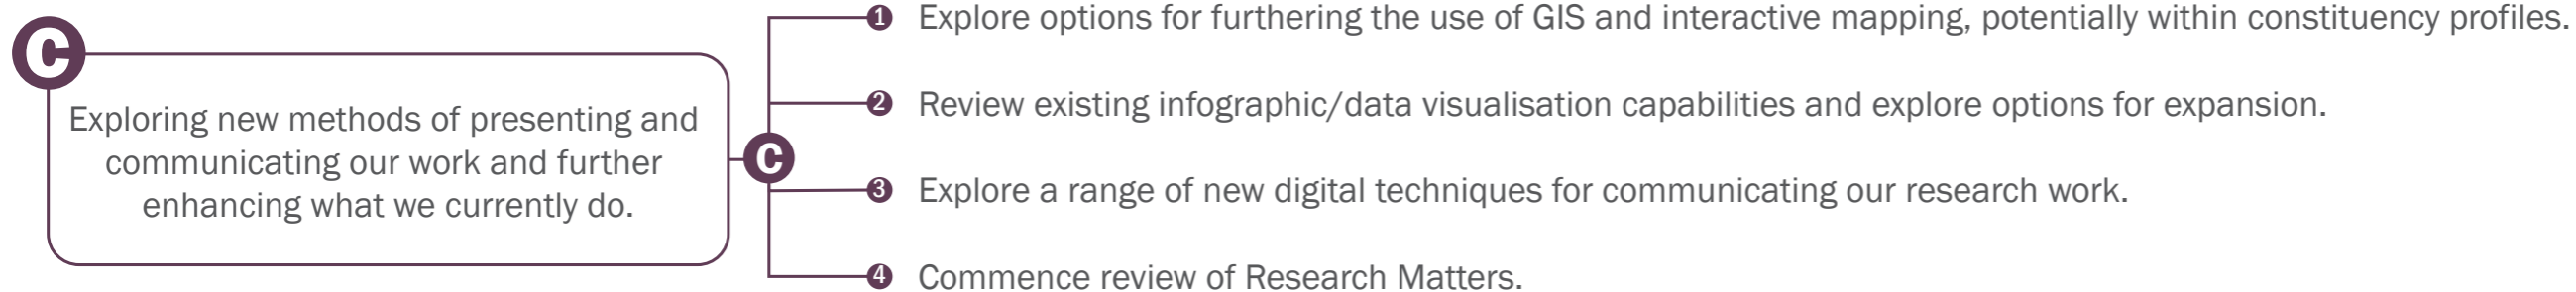 C
Exploring new methods of presenting and
communicating our work and further
enhancing what we currently do.
C
1 Explore options for furthering the use of GIS and interactive mapping, potentially within constituency profiles.
2 Review existing infographic/data visualisation capabilities and explore options for expansion.
3 Explore a range of new digital techniques for communicating our research work.
4 Commence review of Research Matters.